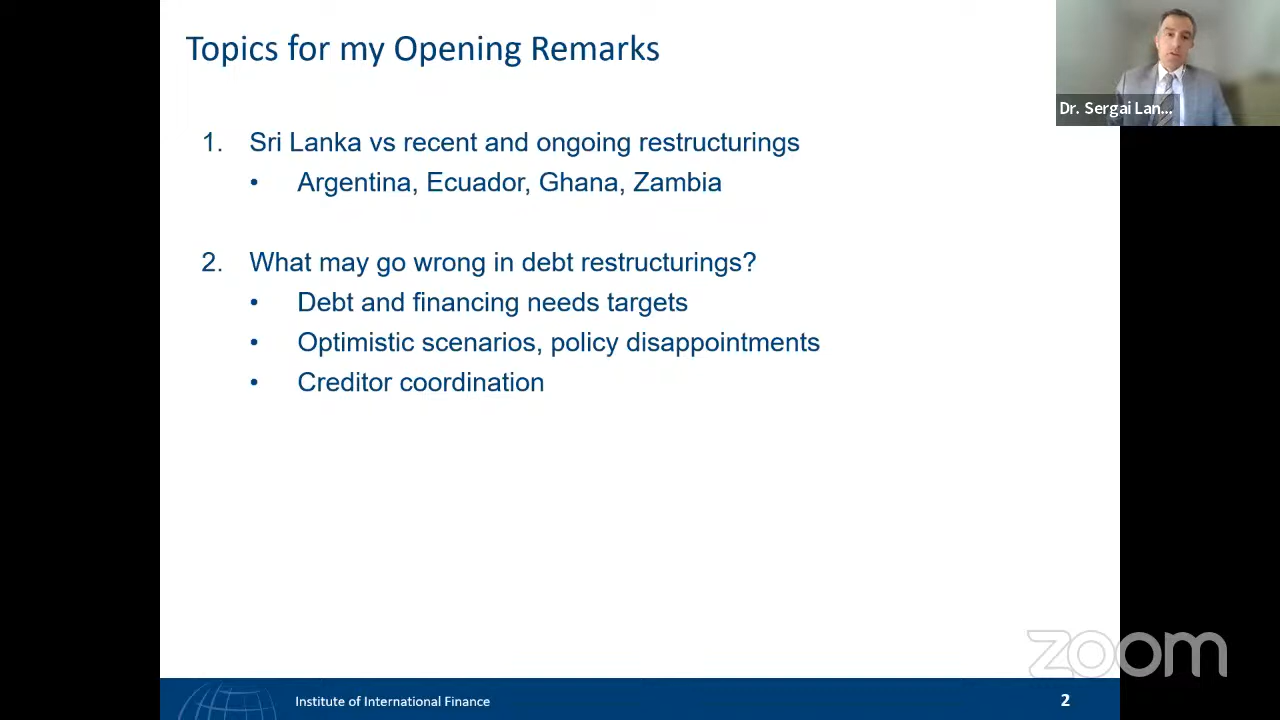 Topics for my Opening Remarks
Dr. Sergai Lan...
1. Sri Lanka vs recent and ongoing restructurings
• Argentina, Ecuador, Ghana, Zambia
2. What may go wrong in debt restructurings?
• Debt and financing needs targets
• Optimistic scenarios, policy disappointments
• Creditor coordination
zoom
Institute of International Finance
2